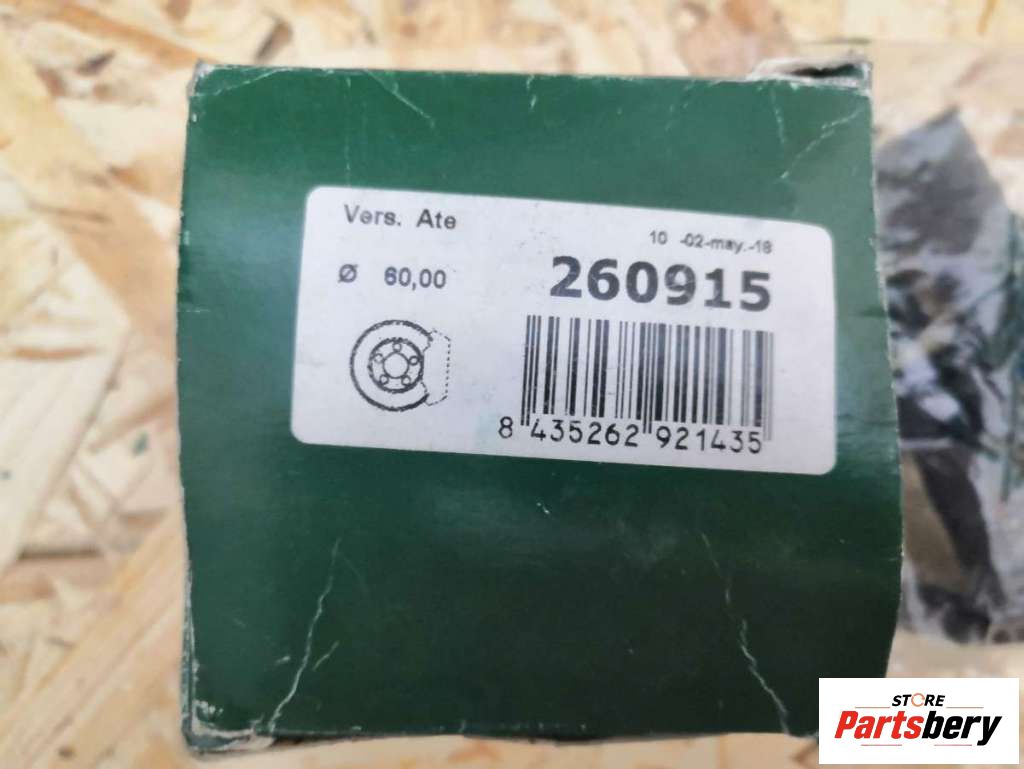 Vers. Ate
10 -02-may.-18
Ø 60,00
260915
8 435262 921435
STORE
Partsbery